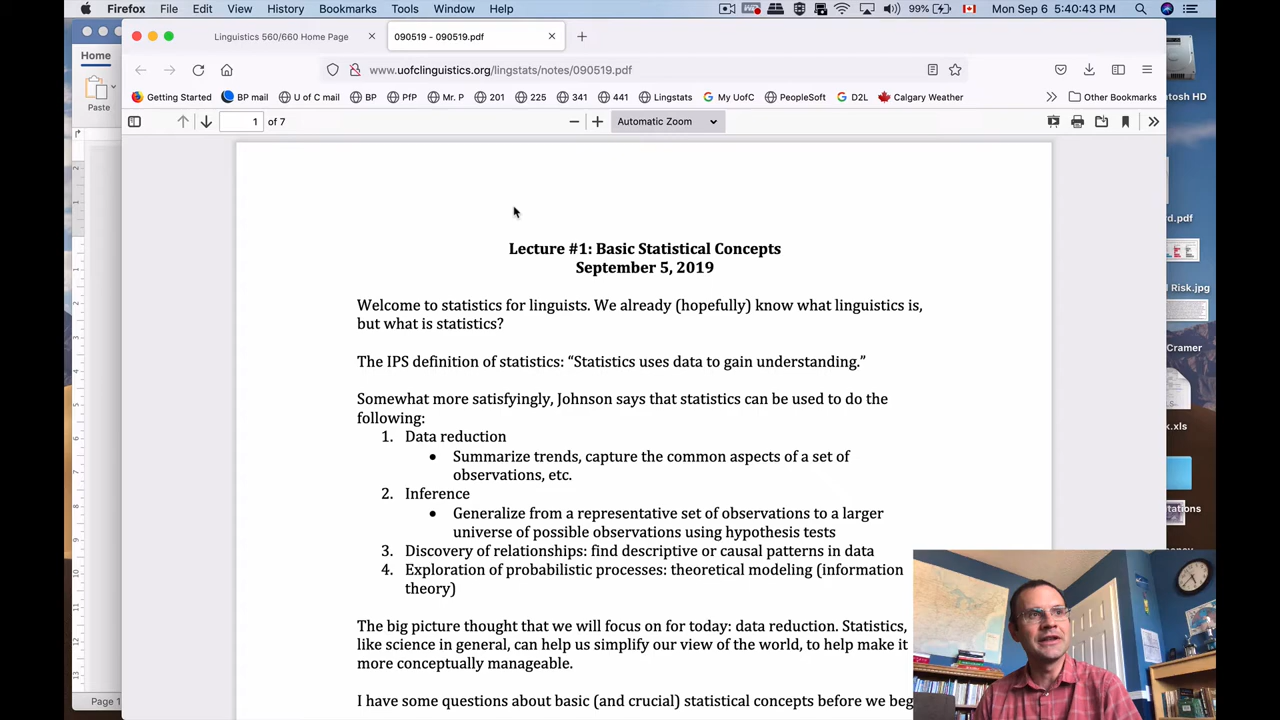 Firefox File Edit View History Bookmarks Tools Window Help 99% Mon Sep 6 5:40:43 PM
Linguistics 560/660 Home Page
090519 - 090519.pdf
www.uofclinguistics.org/lingstats/notes/090519.pdf
Getting Started BP mail U of C mail BP PfP Mr. P 205 225 341 441 Lingstats My UofC PeopleSoft D2L Calgary Weather Other Bookmarks
1 of 7 Automatic Zoom
Home
Paste
Lecture #1: Basic Statistical Concepts
September 5, 2019
Welcome to statistics for linguists. We already (hopefully) know what linguistics is,
but what is statistics?
The IPS definition of statistics: “Statistics uses data to gain understanding.”
Somewhat more satisfyingly, Johnson says that statistics can be used to do the
following:
1. Data reduction
● Summarize trends, capture the common aspects of a set of
observations, etc.
2. Inference
● Generalize from a representative set of observations to a larger
universe of possible observations using hypothesis tests
3. Discovery of relationships: find descriptive or causal patterns in da
4. Exploration of probabilistic processes: theoretical modeling (information
theory)
The big picture thought that we will focus on for today: data reduction. Statistics,
like science in general, can help us simplify our view of the world, to help make it
more conceptually manageable.
I have some questions about basic (and crucial) statistical concepts before we beg
Page 1
tosh HD
rd.pdf
l Risk.jpg
Cramer
k.xls
tations